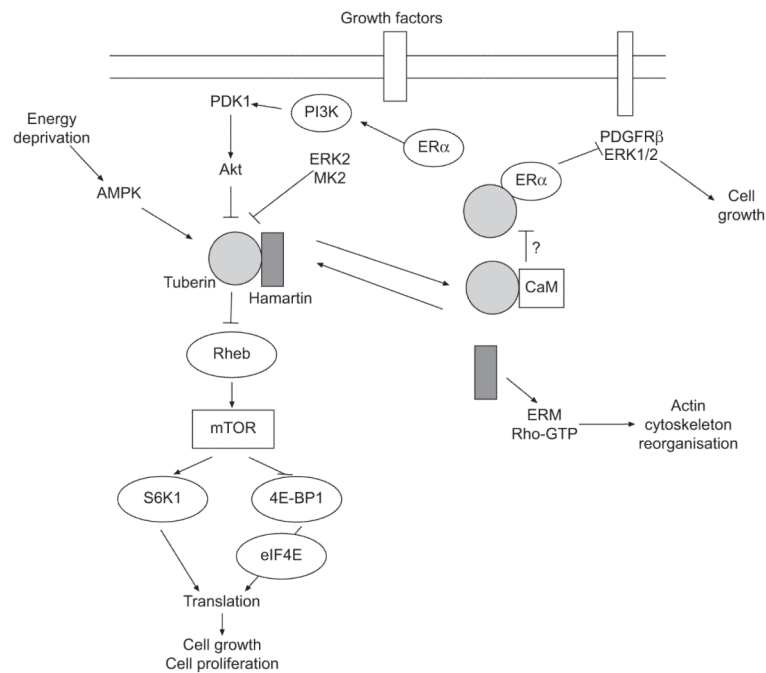 Growth factors
PDK1
PI3K
ERα
Energy
deprivation
AMPK
Akt
ERK2
MK2
PDGFRβ
ERK1/2
ERα
Cell
growth
?
Tuberin
Hamartin
CaM
Rheb
mTOR
ERM
Rho-GTP
Actin
cytoskeleton
reorganisation
S6K1
4E-BP1
eIF4E
Translation
Cell growth
Cell proliferation